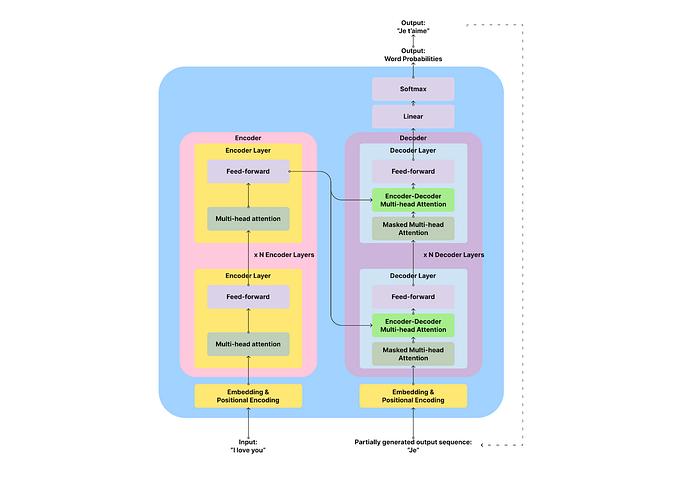 Output:
"Je t'aime"
Output:
Word Probabilities
Softmax
Linear
Encoder
Encoder Layer
Feed-forward
Multi-head attention
x N Encoder Layers
Encoder Layer
Feed-forward
Multi-head attention
Embedding &
Positional Encoding
Input:
"I love you"
Decoder
Decoder Layer
Feed-forward
Encoder-Decoder
Multi-head Attention
Masked Multi-head
Attention
x N Decoder Layers
Decoder Layer
Feed-forward
Encoder-Decoder
Multi-head Attention
Masked Multi-head
Attention
Embedding &
Positional Encoding
Partially generated output sequence:
"Je"